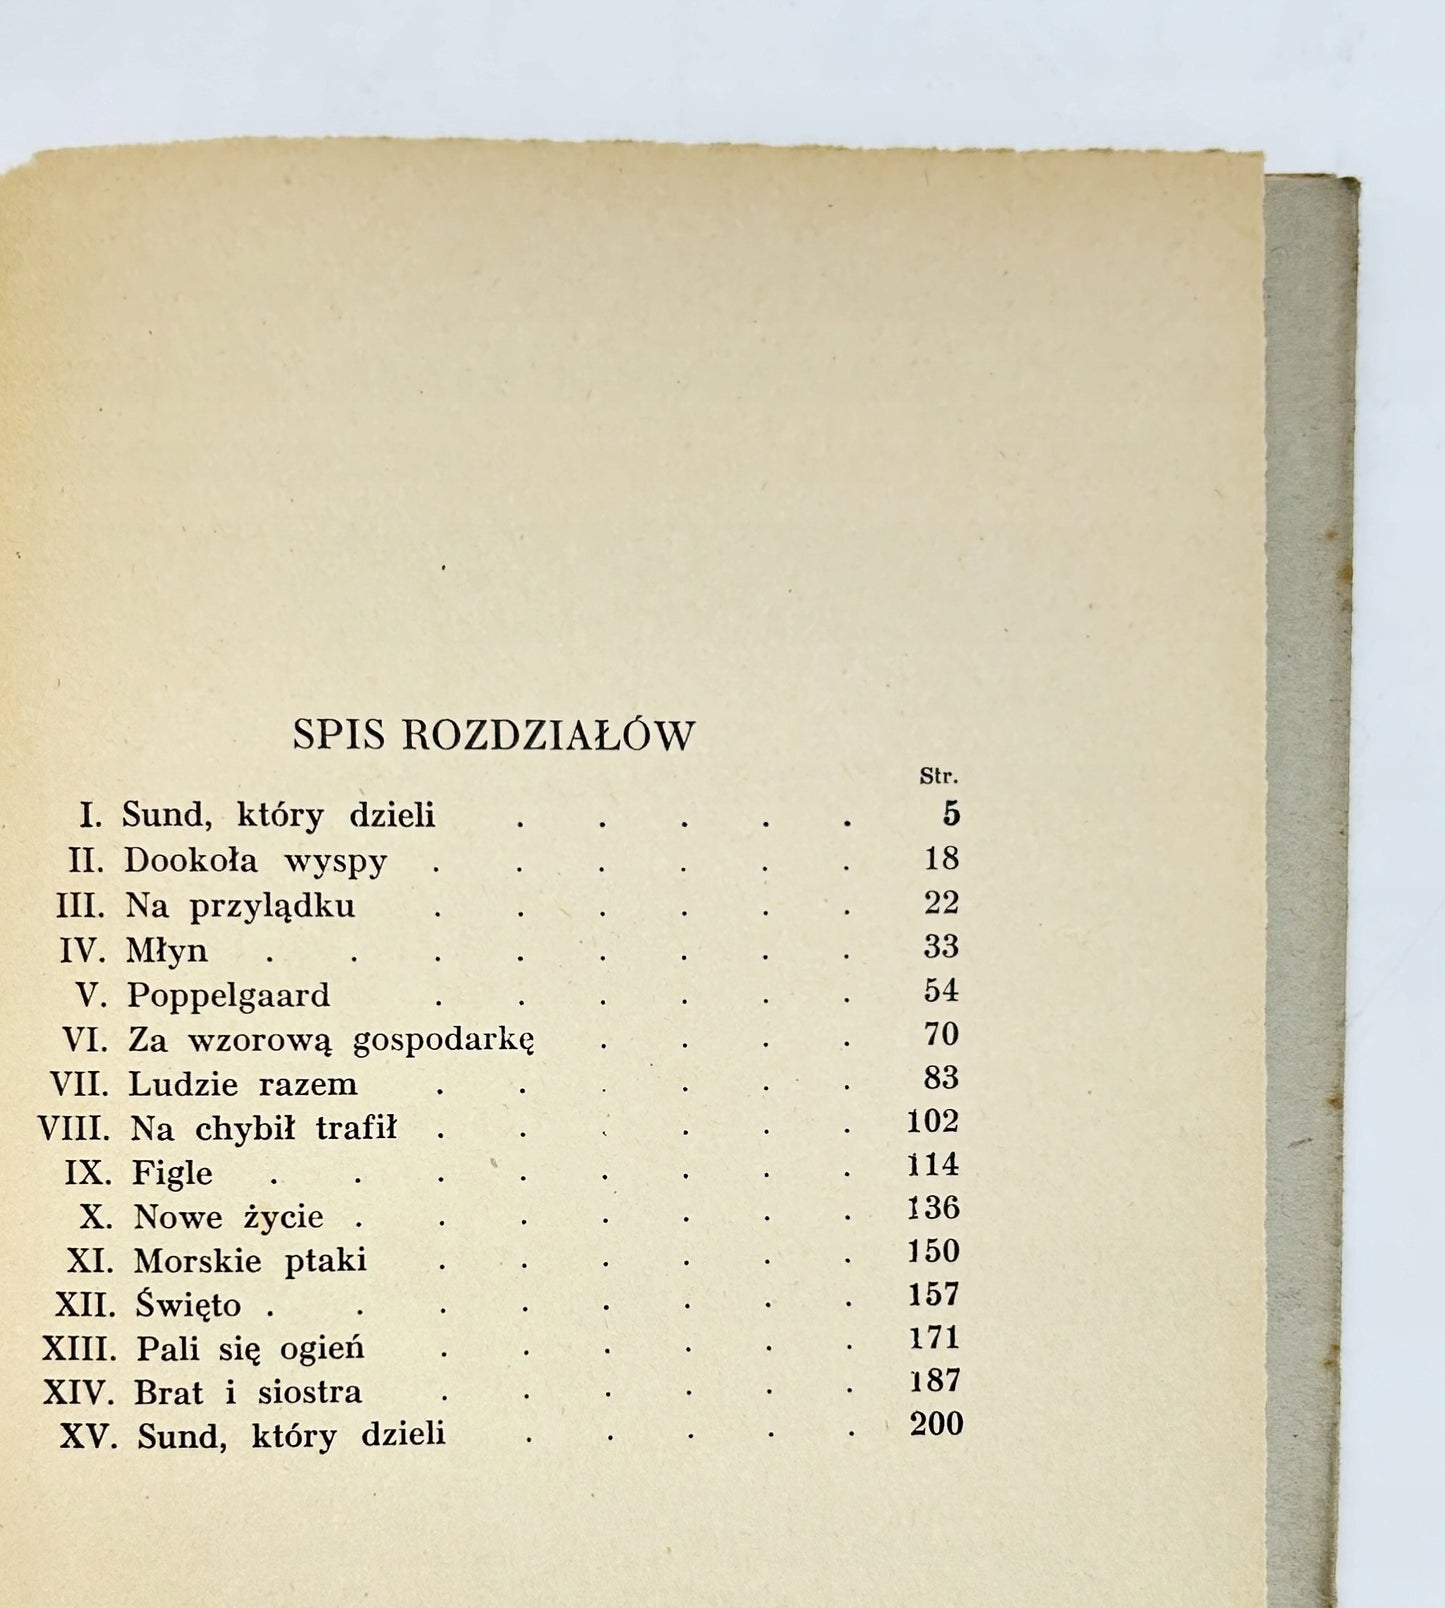 SPIS ROZDZIAŁÓW
Str.
I. Sund, który dzieli . . . . . 5
II. Dookoła wyspy . . . . . . 18
III. Na przylądku . . . . . . 22
IV. Młyn . . . . . . . . 33
V. Poppelgaard . . . . . . 54
VI. Za wzorową gospodarkę . . . . 70
VII. Ludzie razem . . . . . . 83
VIII. Na chybił trafił . . . . . . 102
IX. Figle . . . . . . . . 114
X. Nowe życie . . . . . . . 136
XI. Morskie ptaki . . . . . . 150
XII. Święto . . . . . . . . 157
XIII. Pali się ogień . . . . . . 171
XIV. Brat i siostra . . . . . . 187
XV. Sund, który dzieli . . . . . 200